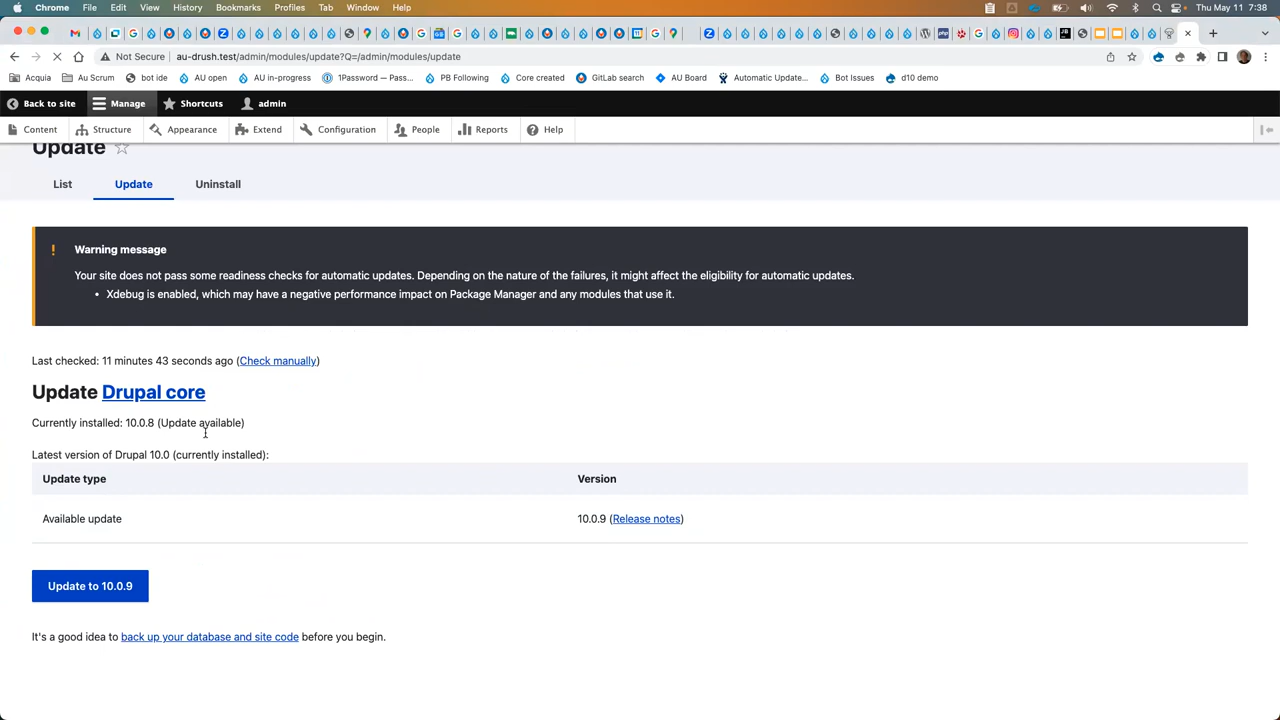 Chrome File Edit View History Bookmarks Profiles Tab Window Help Thu May 11 7:38
Not Secure au-drush.test/admin/modules/update?Q=/admin/modules/update
Acquia Au Scrum bot ide AU open AU in-progress 1Password — Pass... PB Following Core created GitLab search AU Board Automatic Update... Bot Issues d10 demo
Back to site Manage Shortcuts admin
Content Structure Appearance Extend Configuration People Reports Help
Update
List Update Uninstall
Warning message
Your site does not pass some readiness checks for automatic updates. Depending on the nature of the failures, it might affect the eligibility for automatic updates.
Xdebug is enabled, which may have a negative performance impact on Package Manager and any modules that use it.
Last checked: 11 minutes 43 seconds ago (Check manually)
Update Drupal core
Currently installed: 10.0.8 (Update available)
Latest version of Drupal 10.0 (currently installed):
Update type Version
Available update 10.0.9 (Release notes)
Update to 10.0.9
It's a good idea to back up your database and site code before you begin.